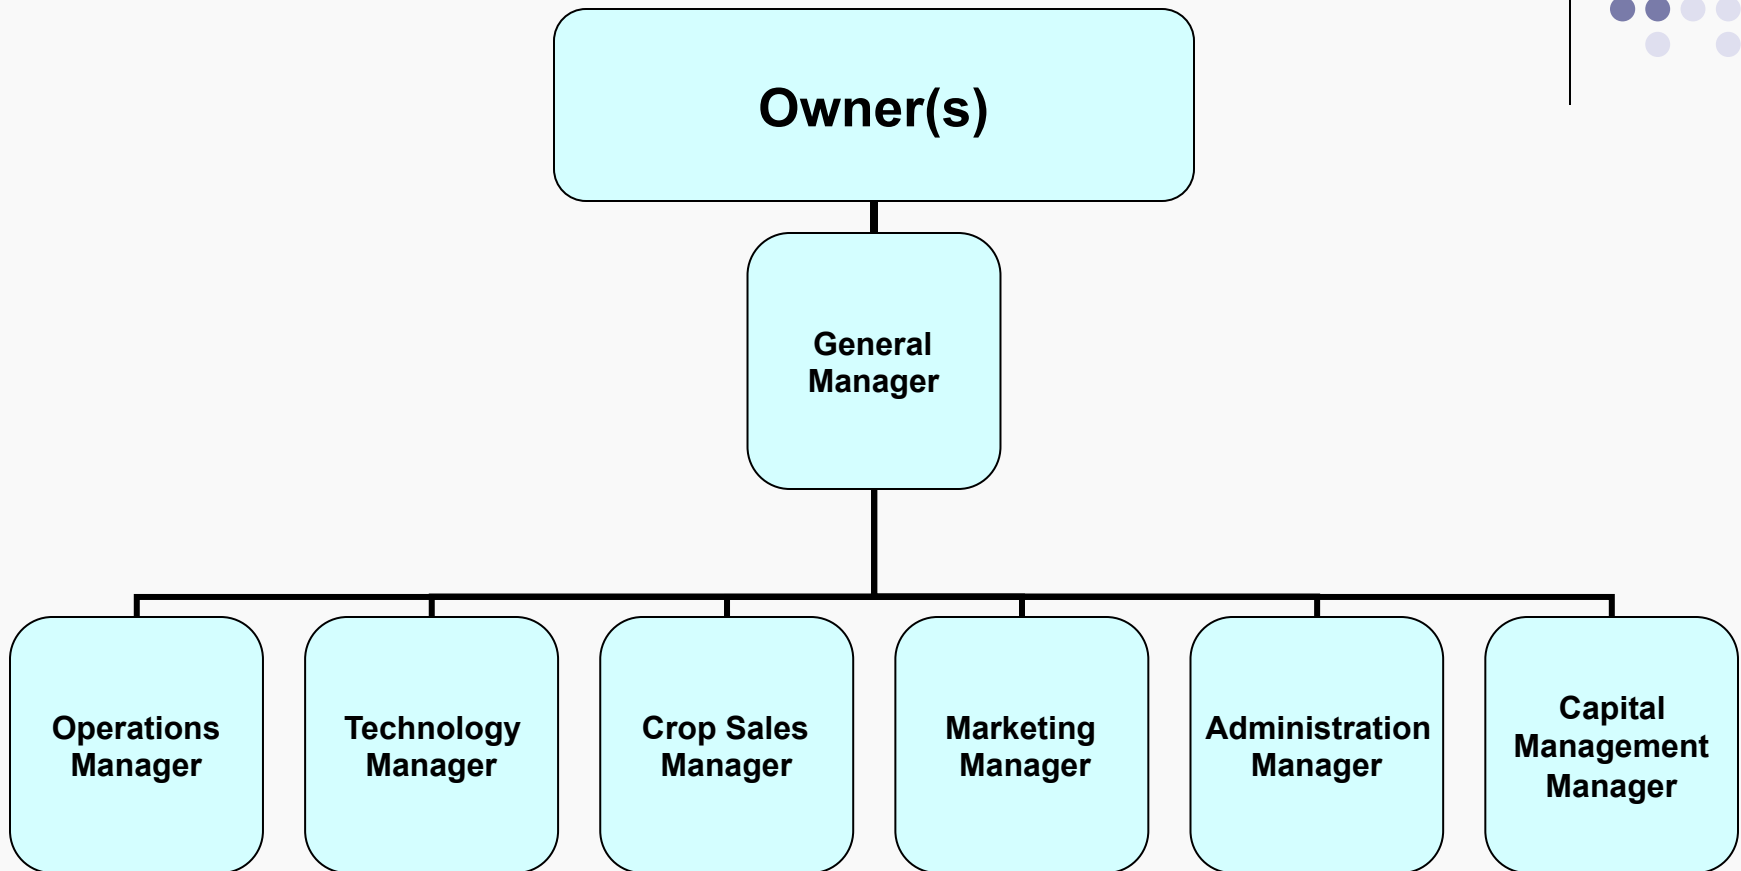 Owner(s)
General
Manager
Operations
Manager
Technology
Manager
Crop Sales
Manager
Marketing
Manager
Administration
Manager
Capital
Management
Manager